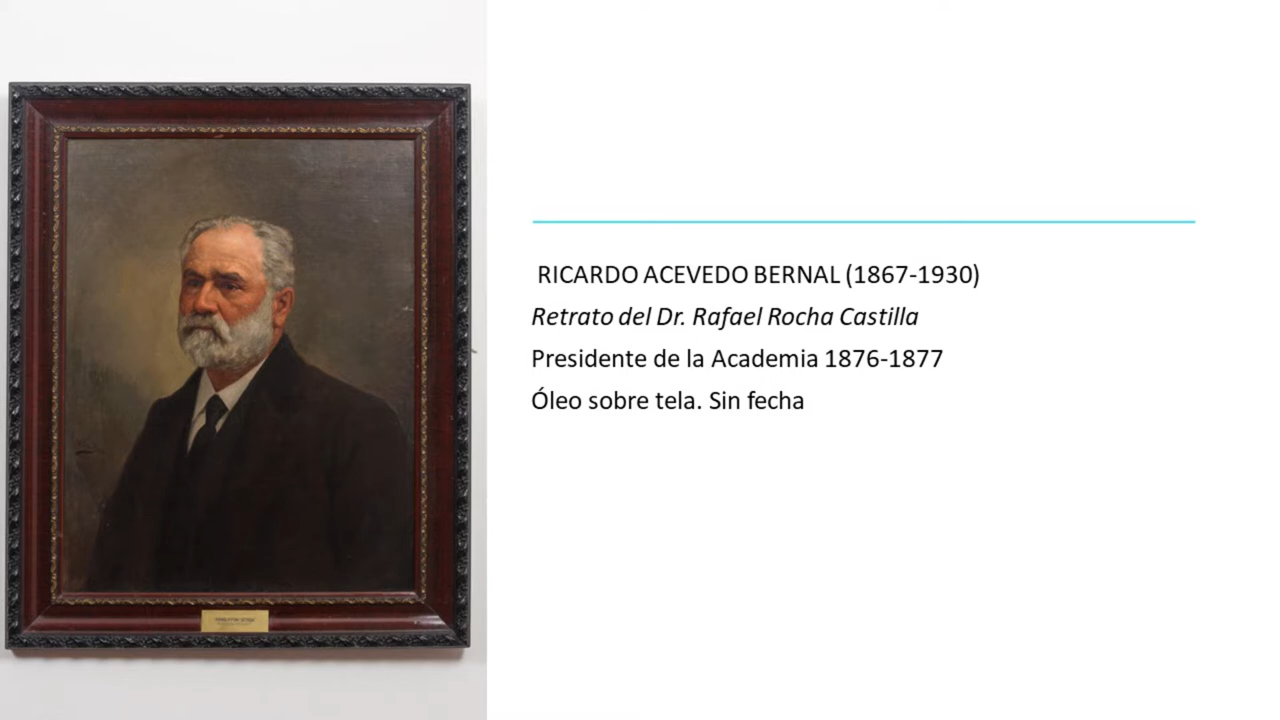 RICARDO ACEVEDO BERNAL (1867-1930)
Retrato del Dr. Rafael Rocha Castilla
Presidente de la Academia 1876-1877
Óleo sobre tela. Sin fecha